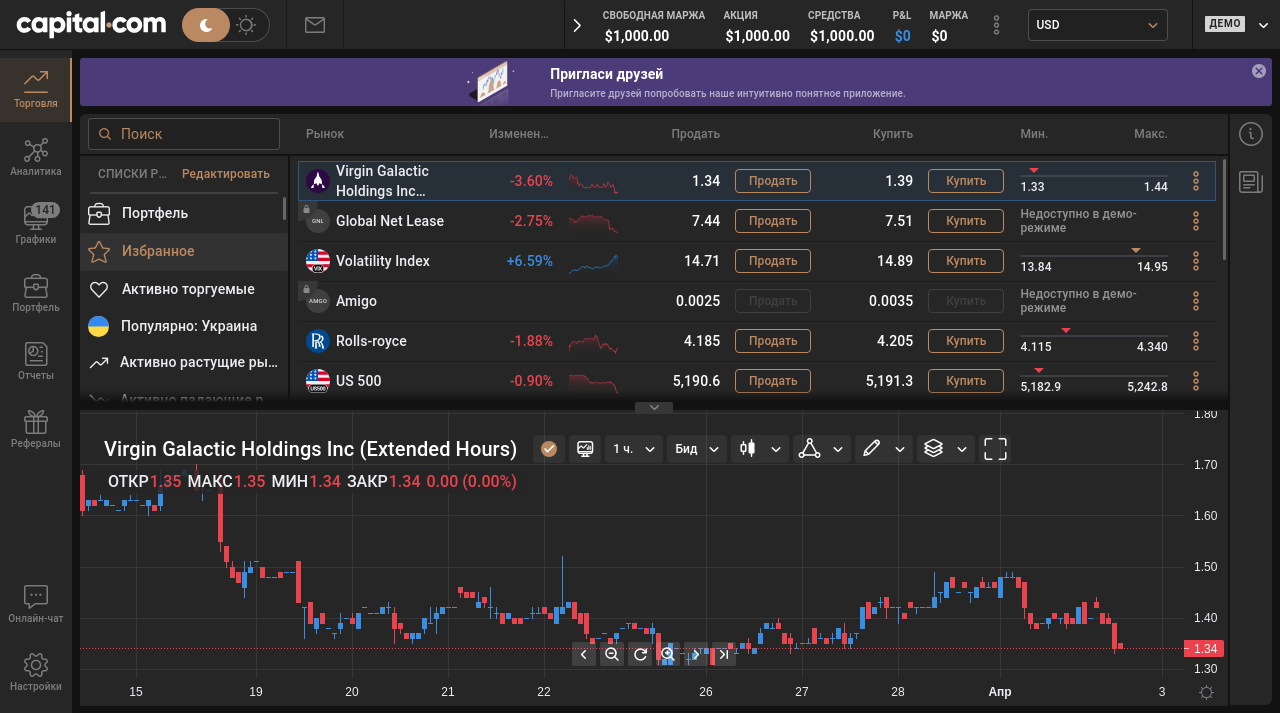 capital.com
СВОБОДНАЯ МАРЖА
$1,000.00
АКЦИЯ
$1,000.00
СРЕДСТВА
$1,000.00
P&L
$0
МАРЖА
$0
USD
ДЕМО
Торговля
Аналитика
141
Графики
Портфель
Отчеты
Рефералы
Онлайн-чат
Настройки
Пригласи друзей
Пригласите друзей попробовать наше интуитивно понятное приложение.
Поиск
СПИСКИ Р...
Редактировать
Портфель
Избранное
Активно торгуемые
Популярно: Украина
Активно растущие ры...
Активно падающие р
Рынок
Изменен...
Продать
Купить
Мин.
Макс.
Virgin Galactic
Holdings Inc...
-3.60%
1.34
Продать
1.39
Купить
1.33
1.44
GNL
Global Net Lease
-2.75%
7.44
Продать
7.51
Купить
Недоступно в демо-
режиме
VIX
Volatility Index
+6.59%
14.71
Продать
14.89
Купить
13.84
14.95
AMGO
Amigo
0.0025
Продать
0.0035
Купить
Недоступно в демо-
режиме
Rolls-royce
-1.88%
4.185
Продать
4.205
Купить
4.115
4.340
US500
US 500
-0.90%
5,190.6
Продать
5,191.3
Купить
5,182.9
5,242.8
Virgin Galactic Holdings Inc (Extended Hours)
1 ч.
Бид
ОТКР1.35 МАКС1.35 МИН1.34 ЗАКР1.34 0.00 (0.00%)
1.80
1.70
1.60
1.50
1.40
1.34
1.30
15
19
20
21
22
26
27
28
Апр
3